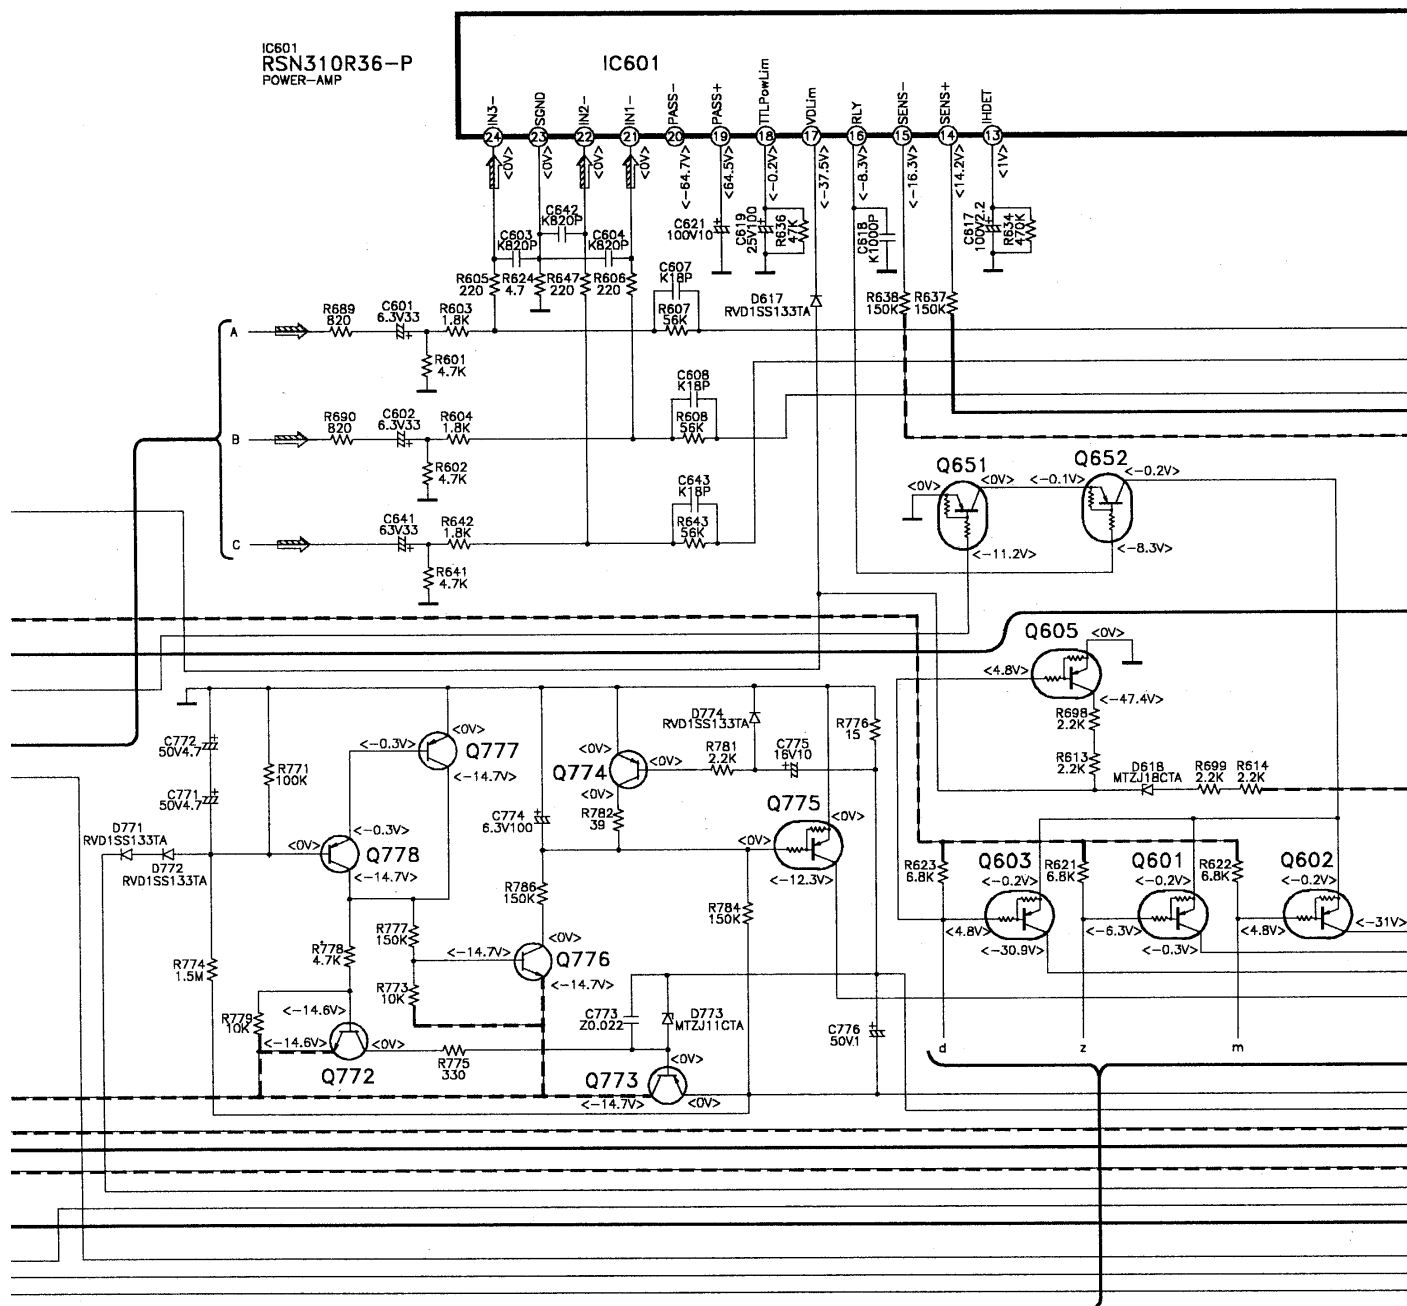 IC601
RSN310R36-P
POWER-AMP
IC601
IN3-
SGND
IN2-
IN1-
PASS-
PASS+
TTLPowLim
VDLim
RLY
SENS-
SENS+
IHDET
24
23
22
21
20
19
18
17
16
15
14
13
<0V>
<0V>
<0V>
<0V>
<-64.7V>
<64.5V>
<-0.2V>
<-37.5V>
<-8.3V>
<-16.3V>
<14.2V>
<1V>
C642
K820P
C603
K820P
C604
K820P
C621
100V10
C619
25V100
R636
47K
C618
K1000P
C617
100V2.2
R634
470K
R605
220
R624
4.7
R647
220
R606
220
C607
K18P
R607
56K
D617
RVD1SS133TA
R638
150K
R637
150K
A
R689
820
C601
6.3V33
R603
1.8K
R601
4.7K
C608
K18P
R608
56K
B
R690
820
C602
6.3V33
R604
1.8K
R602
4.7K
C643
K18P
R643
56K
C
C641
63V33
R642
1.8K
R641
4.7K
Q651
<0V>
<0V>
<-11.2V>
Q652
<-0.1V>
<-0.2V>
<-8.3V>
Q605
<0V>
<4.8V>
<-47.4V>
R698
2.2K
R613
2.2K
D618
MTZJ18CTA
R699
2.2K
R614
2.2K
C772
50V4.7
C771
50V4.7
R771
100K
D771
RVD1SS133TA
D772
RVD1SS133TA
<0V>
<-0.3V>
Q777
<-14.7V>
<0V>
<-0.3V>
Q778
<-14.7V>
C774
6.3V100
<0V>
Q774
<0V>
<0V>
R782
39
D774
RVD1SS133TA
R781
2.2K
C775
16V10
R776
15
Q775
<0V>
<-12.3V>
R786
150K
R784
150K
R777
150K
R778
4.7K
R774
1.5M
R773
10K
<-14.7V>
<0V>
Q776
<-14.7V>
R779
10K
<-14.6V>
<-14.6V>
<0V>
Q772
R775
330
C773
Z0.022
D773
MTZJ11CTA
<0V>
Q773
<-14.7V>
<0V>
C776
50V1
R623
6.8K
Q603
<-0.2V>
<4.8V>
<-30.9V>
R621
6.8K
Q601
<-0.2V>
<-6.3V>
<-0.3V>
R622
6.8K
Q602
<-0.2V>
<4.8V>
<-31V>
d
z
m